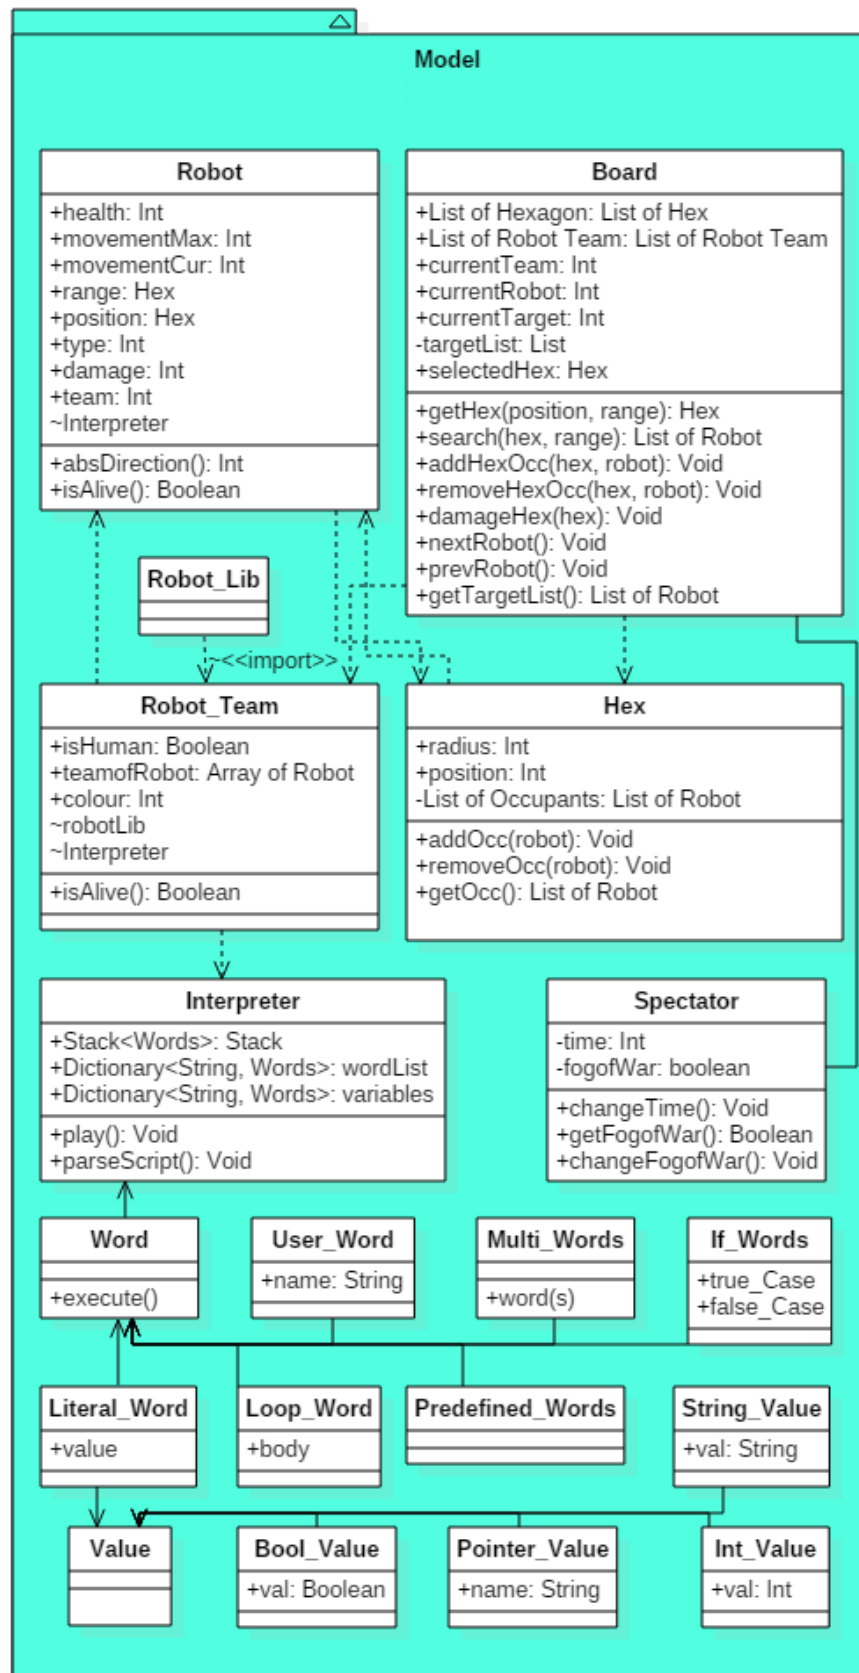 Model
Robot
+health: Int
+movementMax: Int
+movementCur: Int
+range: Hex
+position: Hex
+type: Int
+damage: Int
+team: Int
~Interpreter
+absDirection(): Int
+isAlive(): Boolean
Board
+List of Hexagon: List of Hex
+List of Robot Team: List of Robot Team
+currentTeam: Int
+currentRobot: Int
+currentTarget: Int
-targetList: List
+selectedHex: Hex
+getHex(position, range): Hex
+search(hex, range): List of Robot
+addHexOcc(hex, robot): Void
+removeHexOcc(hex, robot): Void
+damageHex(hex): Void
+nextRobot(): Void
+prevRobot(): Void
+getTargetList(): List of Robot
Robot_Lib
~<<import>>
Robot_Team
+isHuman: Boolean
+teamofRobot: Array of Robot
+colour: Int
~robotLib
~Interpreter
+isAlive(): Boolean
Hex
+radius: Int
+position: Int
-List of Occupants: List of Robot
+addOcc(robot): Void
+removeOcc(robot): Void
+getOcc(): List of Robot
Interpreter
+Stack<Words>: Stack
+Dictionary<String, Words>: wordList
+Dictionary<String, Words>: variables
+play(): Void
+parseScript(): Void
Spectator
-time: Int
-fogofWar: boolean
+changeTime(): Void
+getFogofWar(): Boolean
+changeFogofWar(): Void
Word
+execute()
User_Word
+name: String
Multi_Words
+word(s)
If_Words
+true_Case
+false_Case
Literal_Word
+value
Loop_Word
+body
Predefined_Words
String_Value
+val: String
Value
Bool_Value
+val: Boolean
Pointer_Value
+name: String
Int_Value
+val: Int